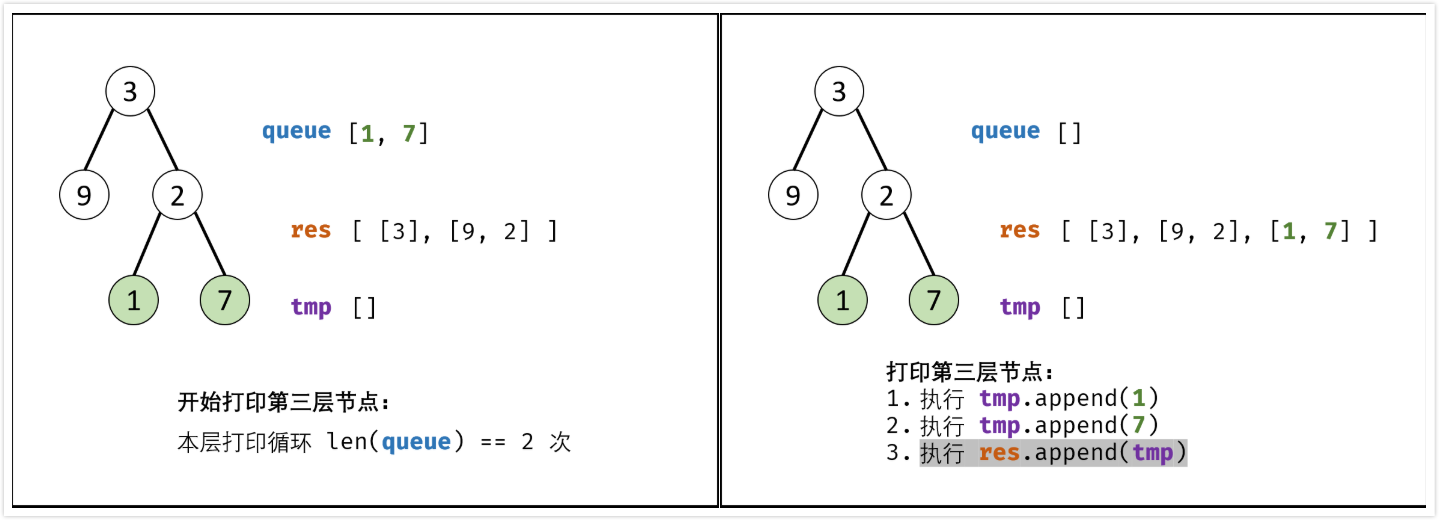 3
queue [1, 7]
9 2
res [ [3], [9, 2] ]
1 7
tmp []
开始打印第三层节点：
本层打印循环 len(queue) == 2 次
3
queue []
9 2
res [ [3], [9, 2], [1, 7] ]
1 7
tmp []
打印第三层节点：
1. 执行 tmp.append(1)
2. 执行 tmp.append(7)
3. 执行 res.append(tmp)